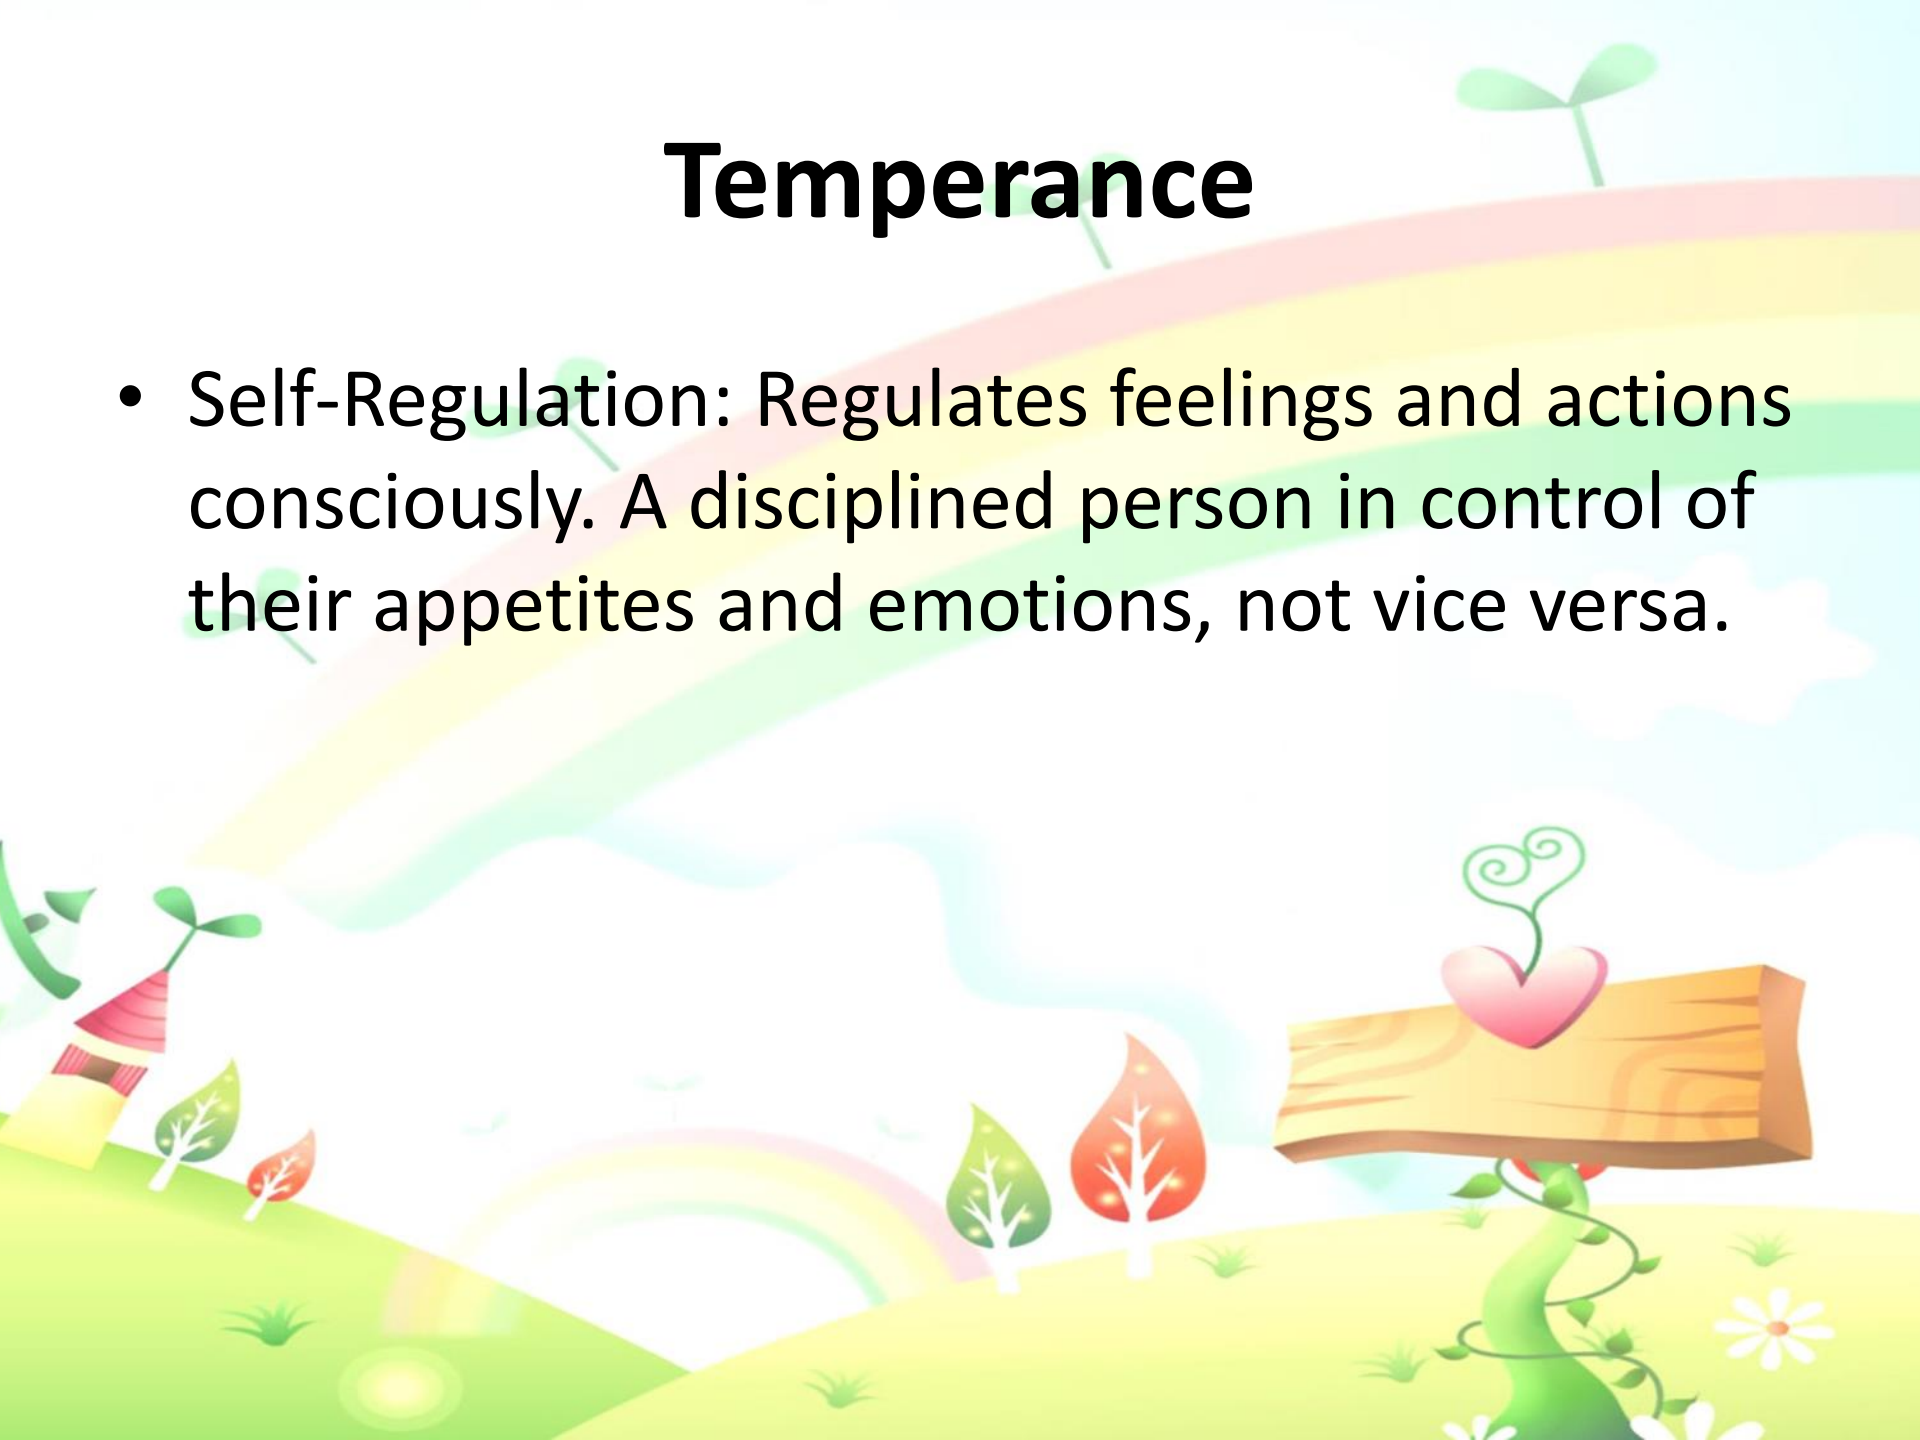 Temperance
• Self-Regulation: Regulates feelings and actions
consciously. A disciplined person in control of
their appetites and emotions, not vice versa.